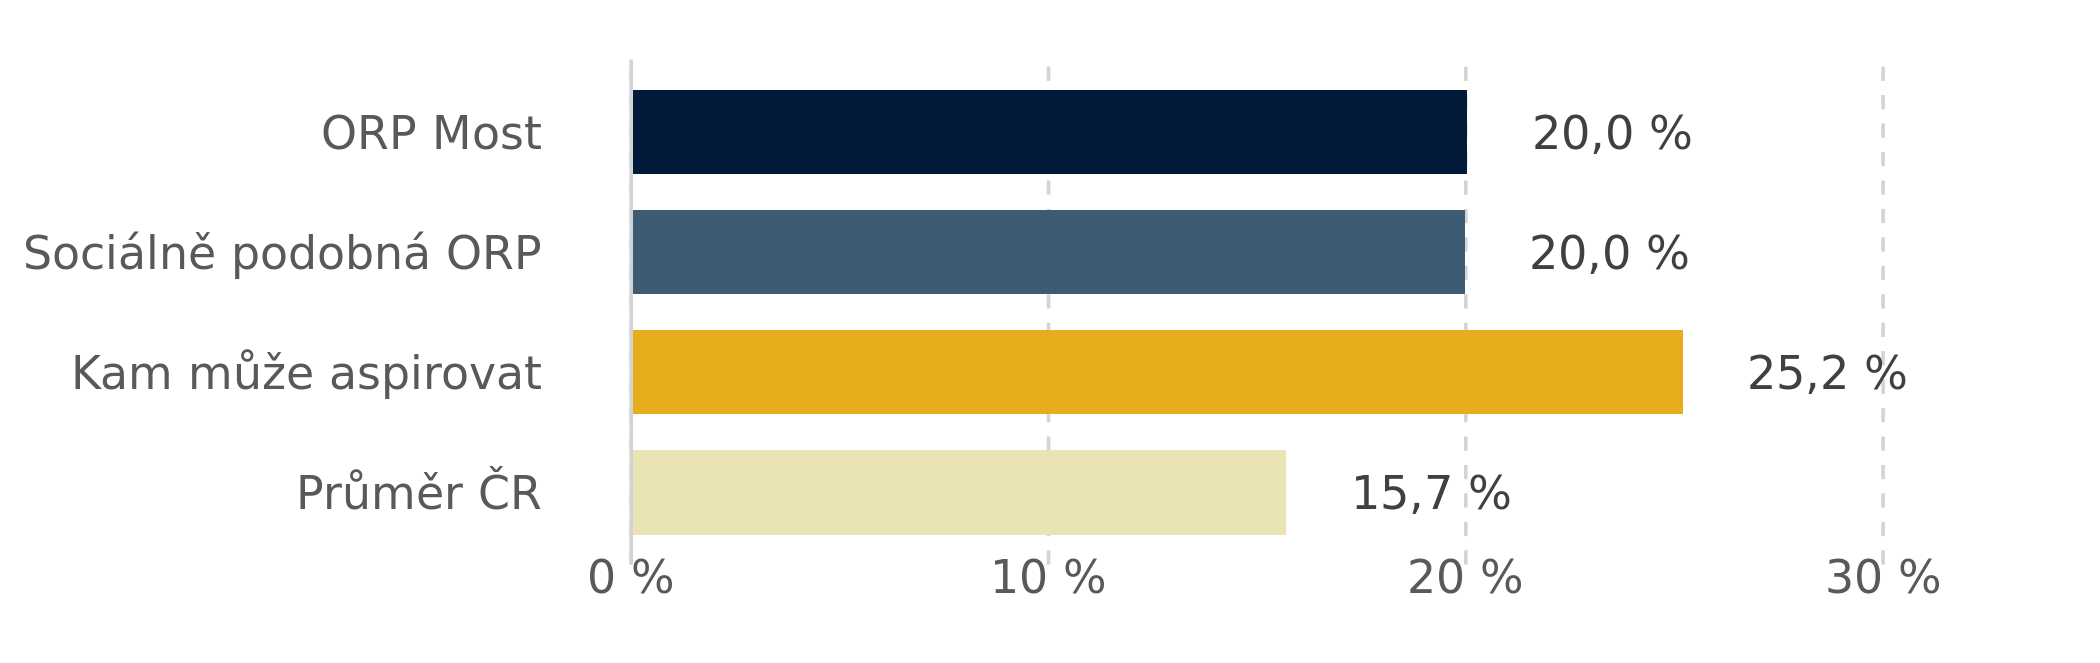 ORP Most 20,0 %
Sociálně podobná ORP 20,0 %
Kam může aspirovat 25,2 %
Průměr ČR 15,7 %
0 % 10 % 20 % 30 %